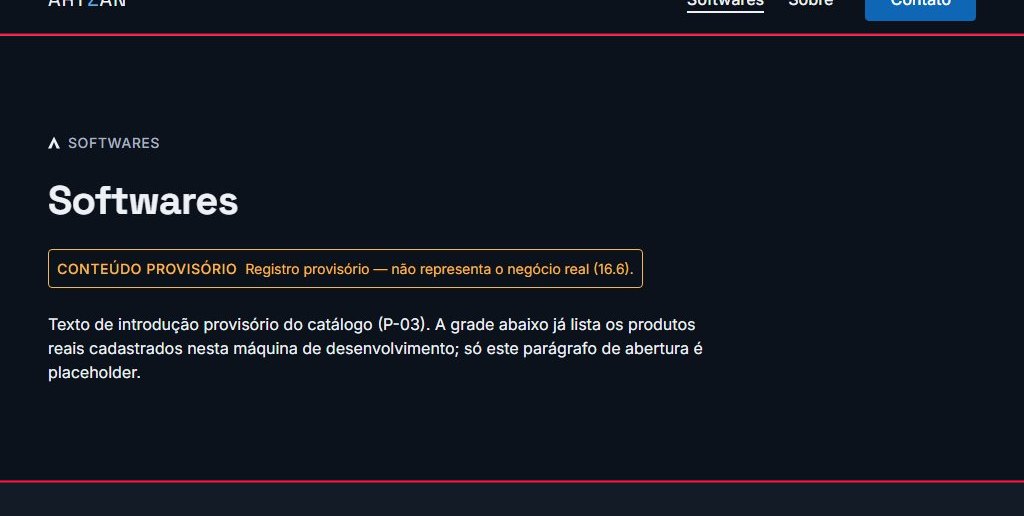 ARTZAN
Softwares Sobre Contato
SOFTWARES
Softwares
CONTEÚDO PROVISÓRIO Registro provisório — não representa o negócio real (16.6).
Texto de introdução provisório do catálogo (P-03). A grade abaixo já lista os produtos
reais cadastrados nesta máquina de desenvolvimento; só este parágrafo de abertura é
placeholder.